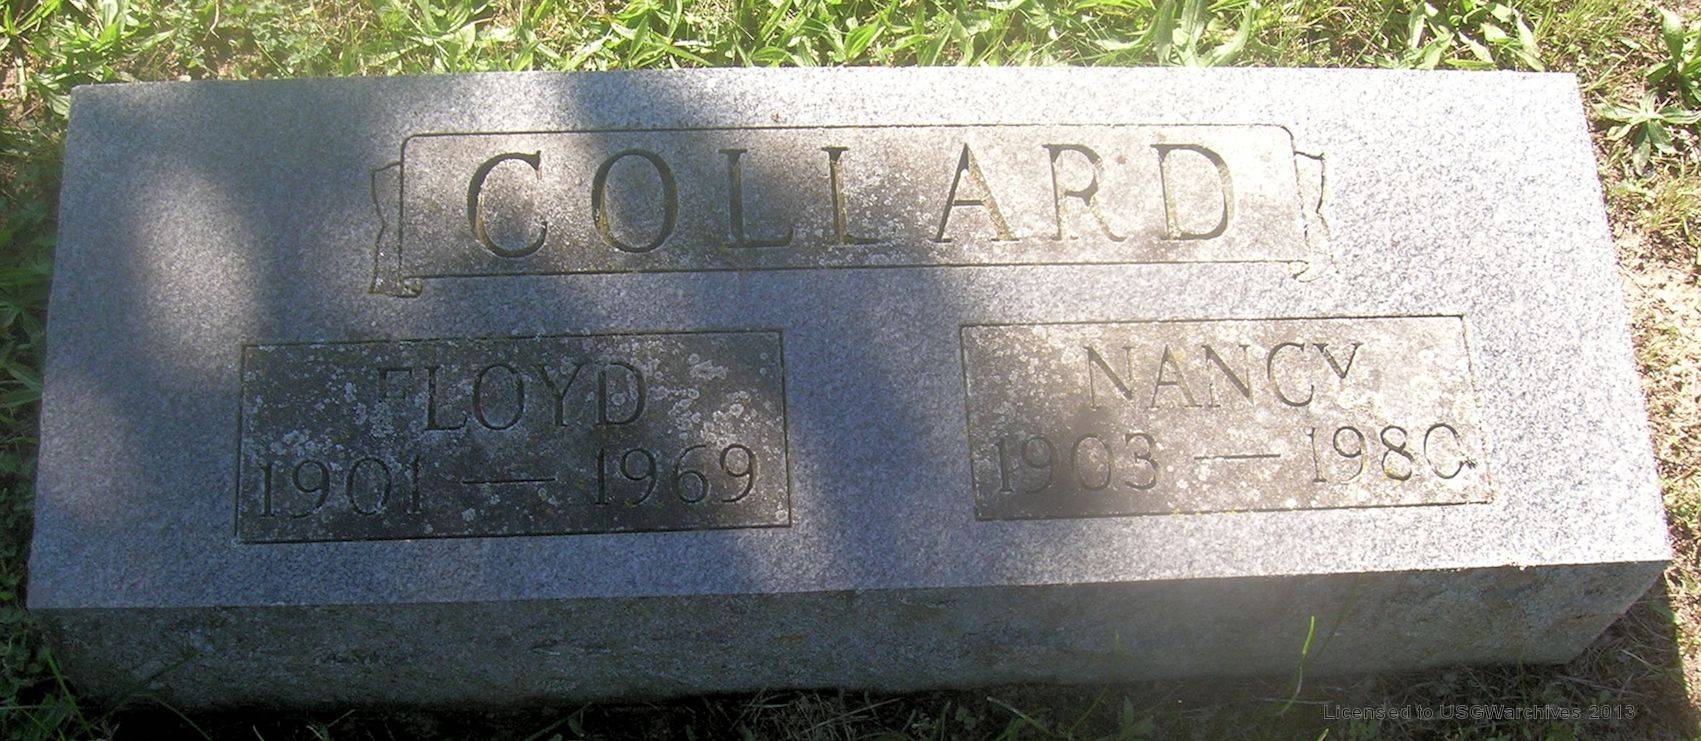 COLLARD
FLOYD
1901 — 1969
NANCY
1903 — 1980
Licensed to USGWarchives 2013